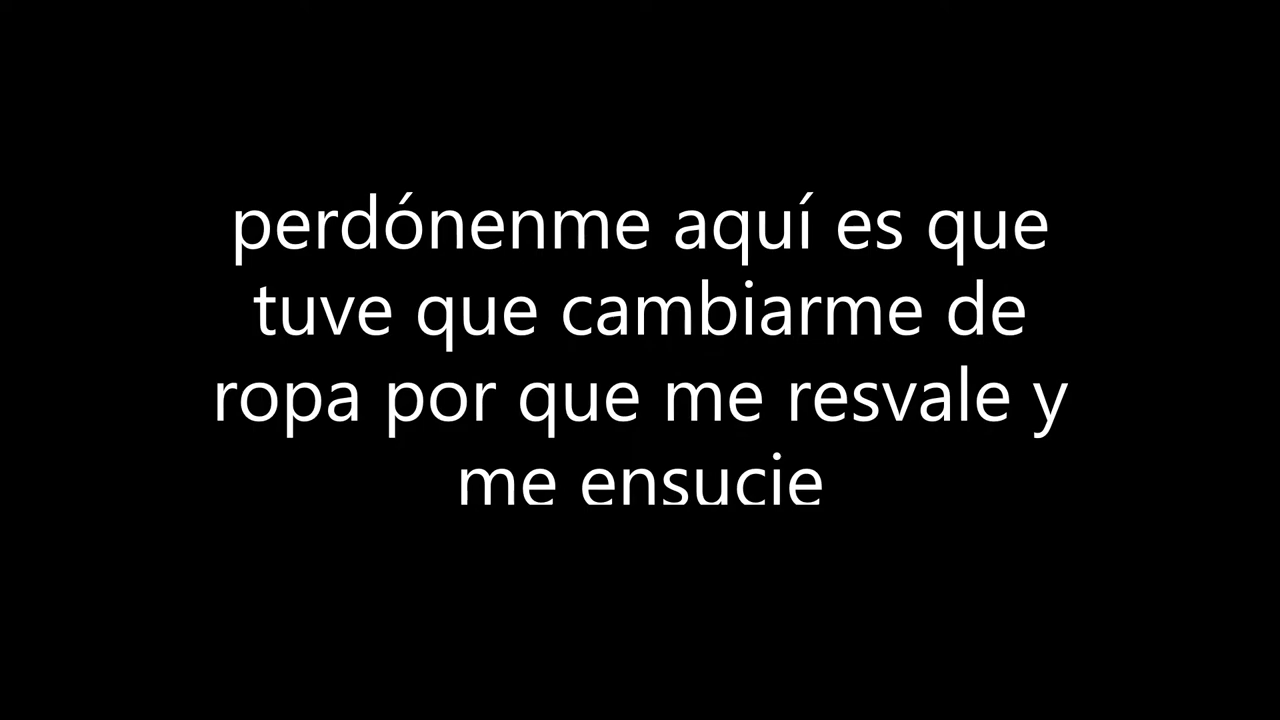 perdónenme aquí es que
tuve que cambiarme de
ropa por que me resvale y
me ensucie